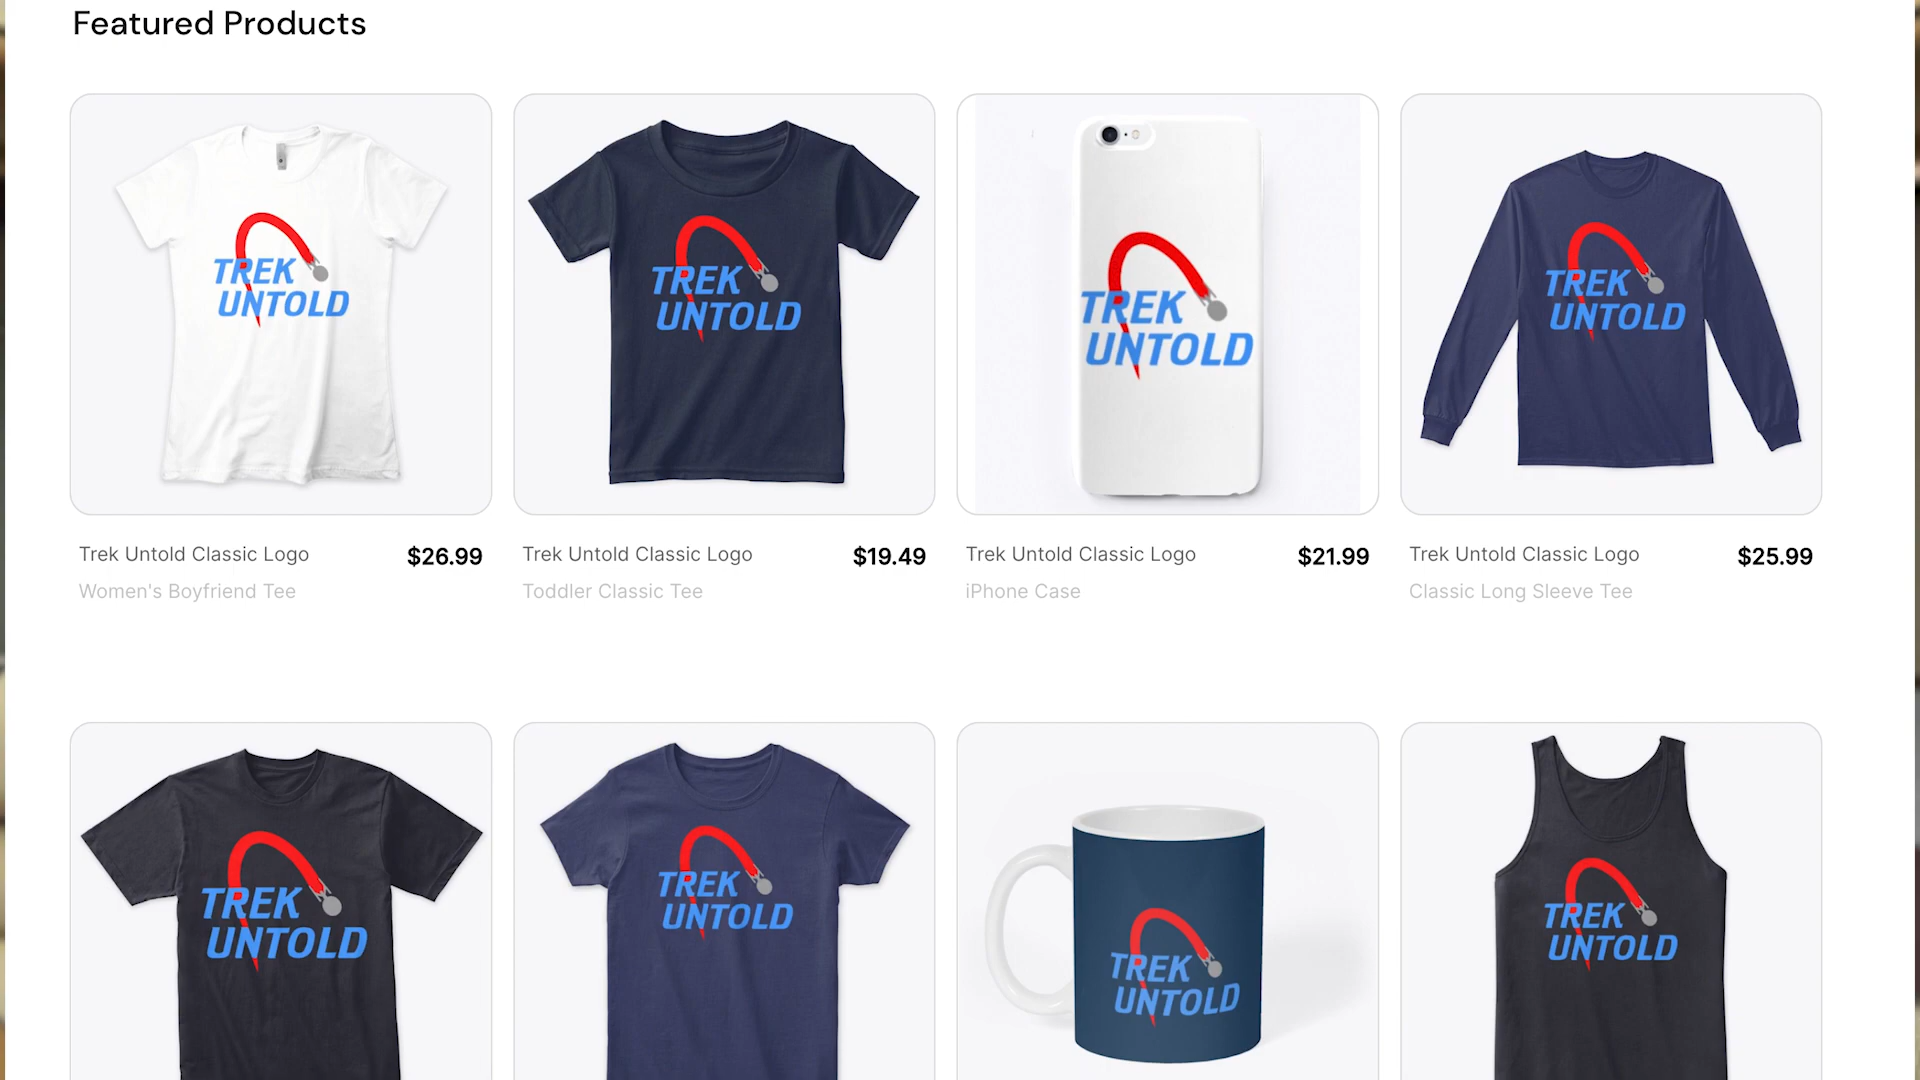 Featured Products
TREK
UNTOLD
TREK
UNTOLD
TREK
UNTOLD
TREK
UNTOLD
Trek Untold Classic Logo
$26.99
Women's Boyfriend Tee
Trek Untold Classic Logo
$19.49
Toddler Classic Tee
Trek Untold Classic Logo
$21.99
iPhone Case
Trek Untold Classic Logo
$25.99
Classic Long Sleeve Tee
TREK
UNTOLD
TREK
UNTOLD
TREK
UNTOLD
TREK
UNTOLD